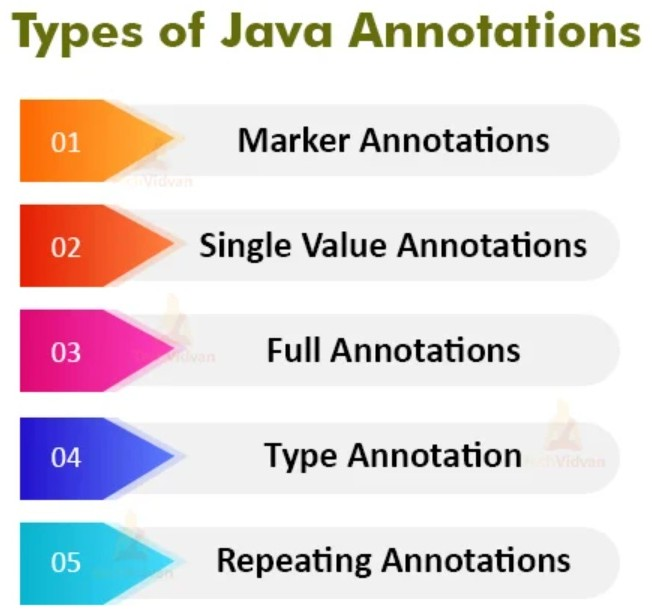 Types of Java Annotations
01
Marker Annotations
02
Single Value Annotations
03
Full Annotations
04
Type Annotation
05
Repeating Annotations